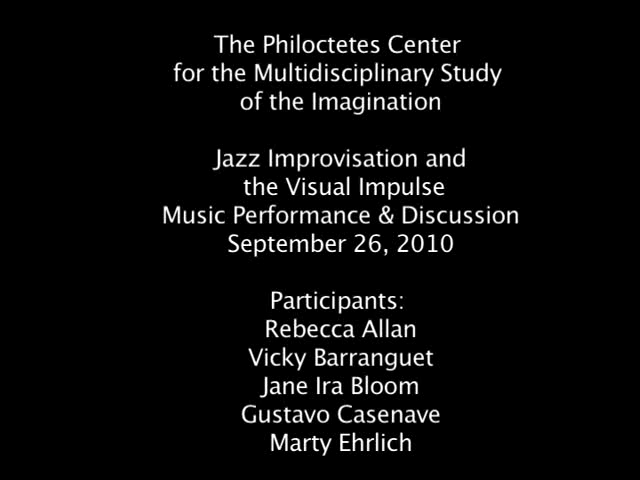 The Philoctetes Center
for the Multidisciplinary Study
of the Imagination
Jazz Improvisation and
the Visual Impulse
Music Performance & Discussion
September 26, 2010
Participants:
Rebecca Allan
Vicky Barranguet
Jane Ira Bloom
Gustavo Casenave
Marty Ehrlich